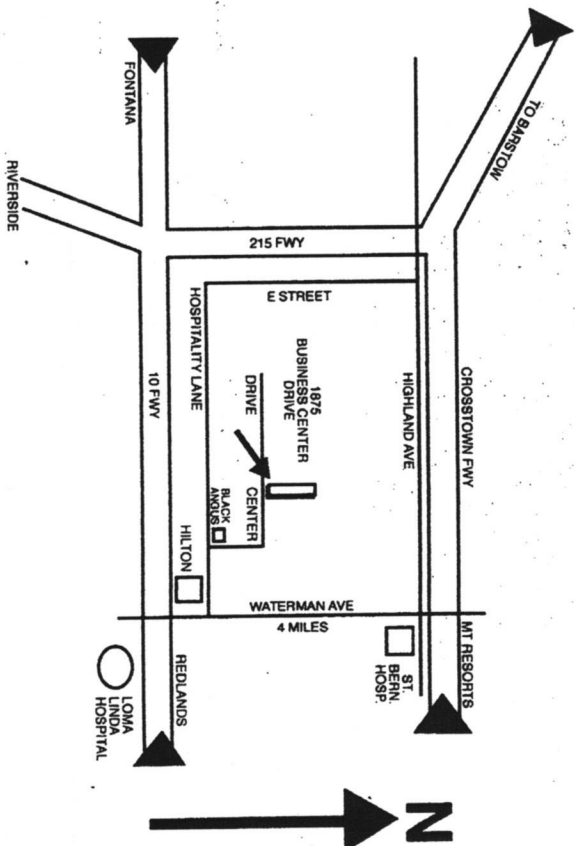 TO BARSTOW
FONTANA
RIVERSIDE
215 FWY
E STREET
HOSPITALITY LANE
10 FWY
HIGHLAND AVE
CROSSTOWN FWY
1875
BUSINESS CENTER
DRIVE
DRIVE
CENTER
BLACK
ANGUS
HILTON
WATERMAN AVE
4 MILES
ST.
BERN.
HOSP.
MT RESORTS
REDLANDS
LOMA
LINDA
HOSPITAL
N